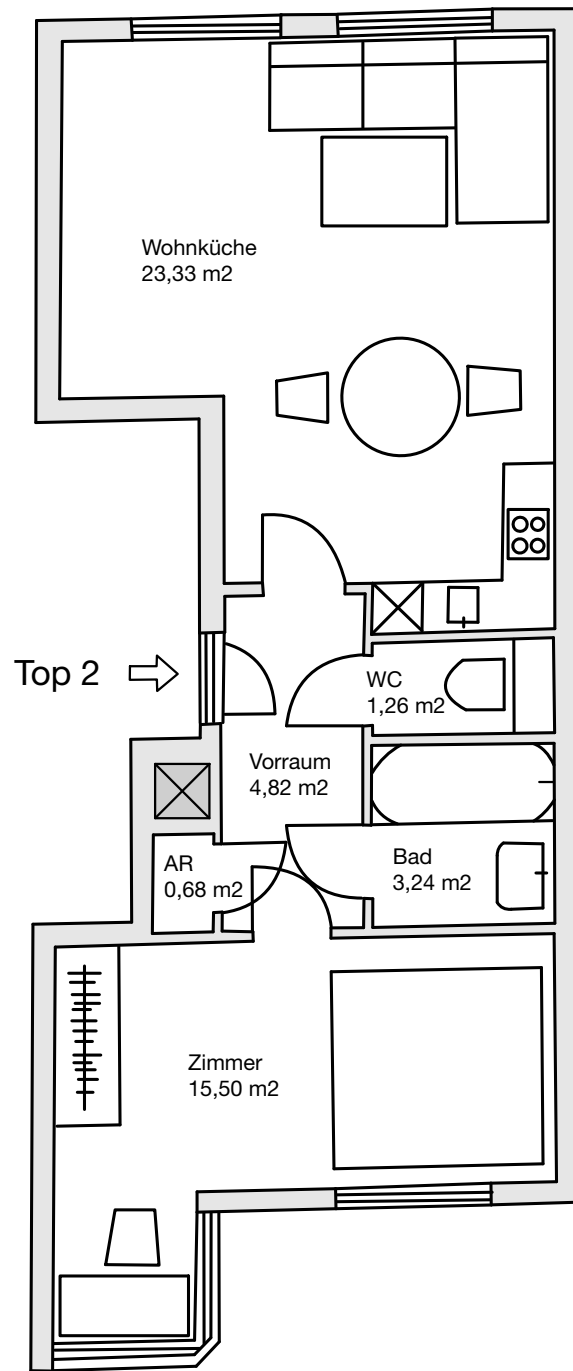 Wohnküche
23,33 m2
Top 2
WC
1,26 m2
Vorraum
4,82 m2
AR
0,68 m2
Bad
3,24 m2
Zimmer
15,50 m2